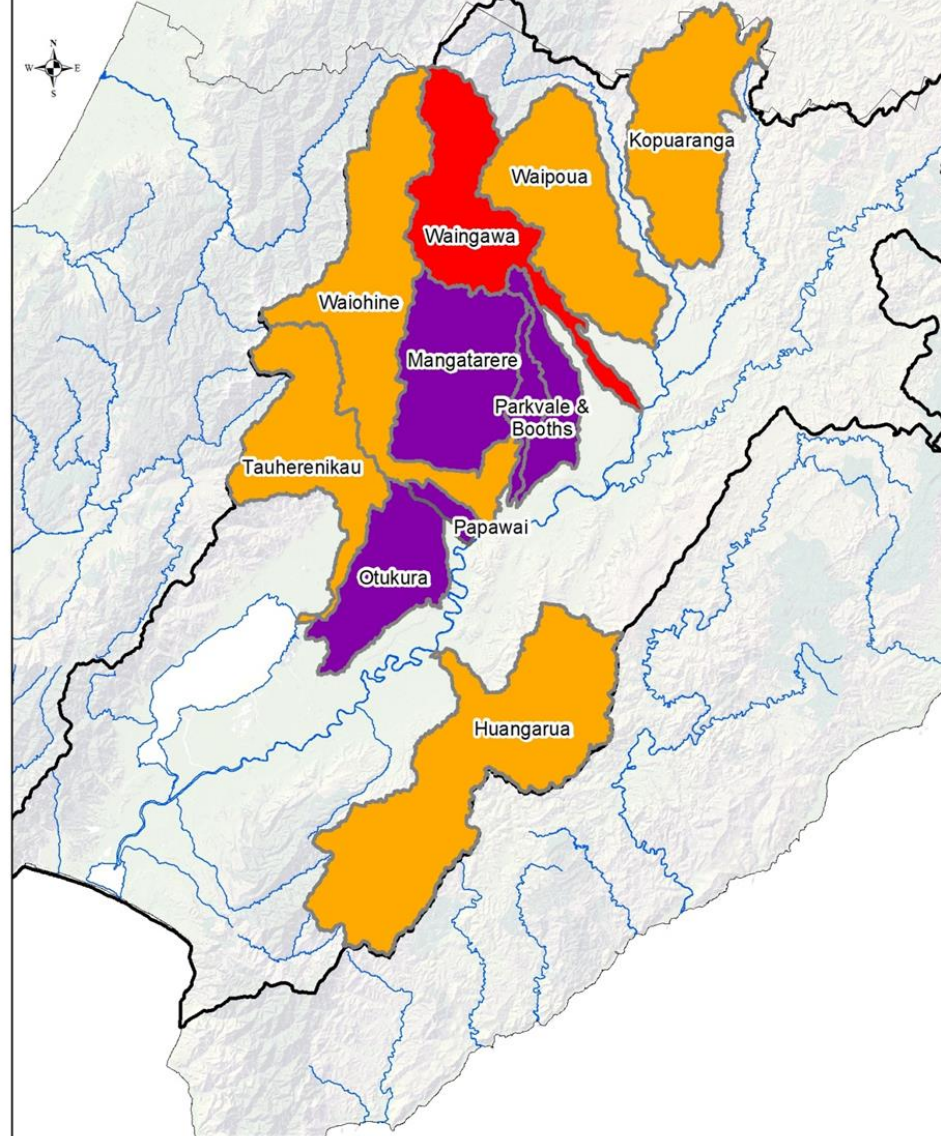 N
W E
S
Kopuaranga
Waipoua
Waingawa
Waiohine
Mangatarere
Parkvale &
Booths
Tauherenikau
Papawai
Otukura
Huangarua